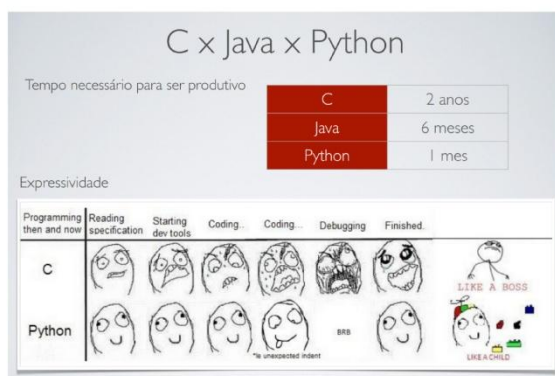 C x Java x Python
Tempo necessário para ser produtivo
C 2 anos
Java 6 meses
Python 1 mes
Expressividade
Programming then and now Reading specification Starting dev tools Coding.. Coding... Debugging Finished.
C
LIKE A BOSS
Python
BRB
*le unexpected indent
LIKE A CHILD